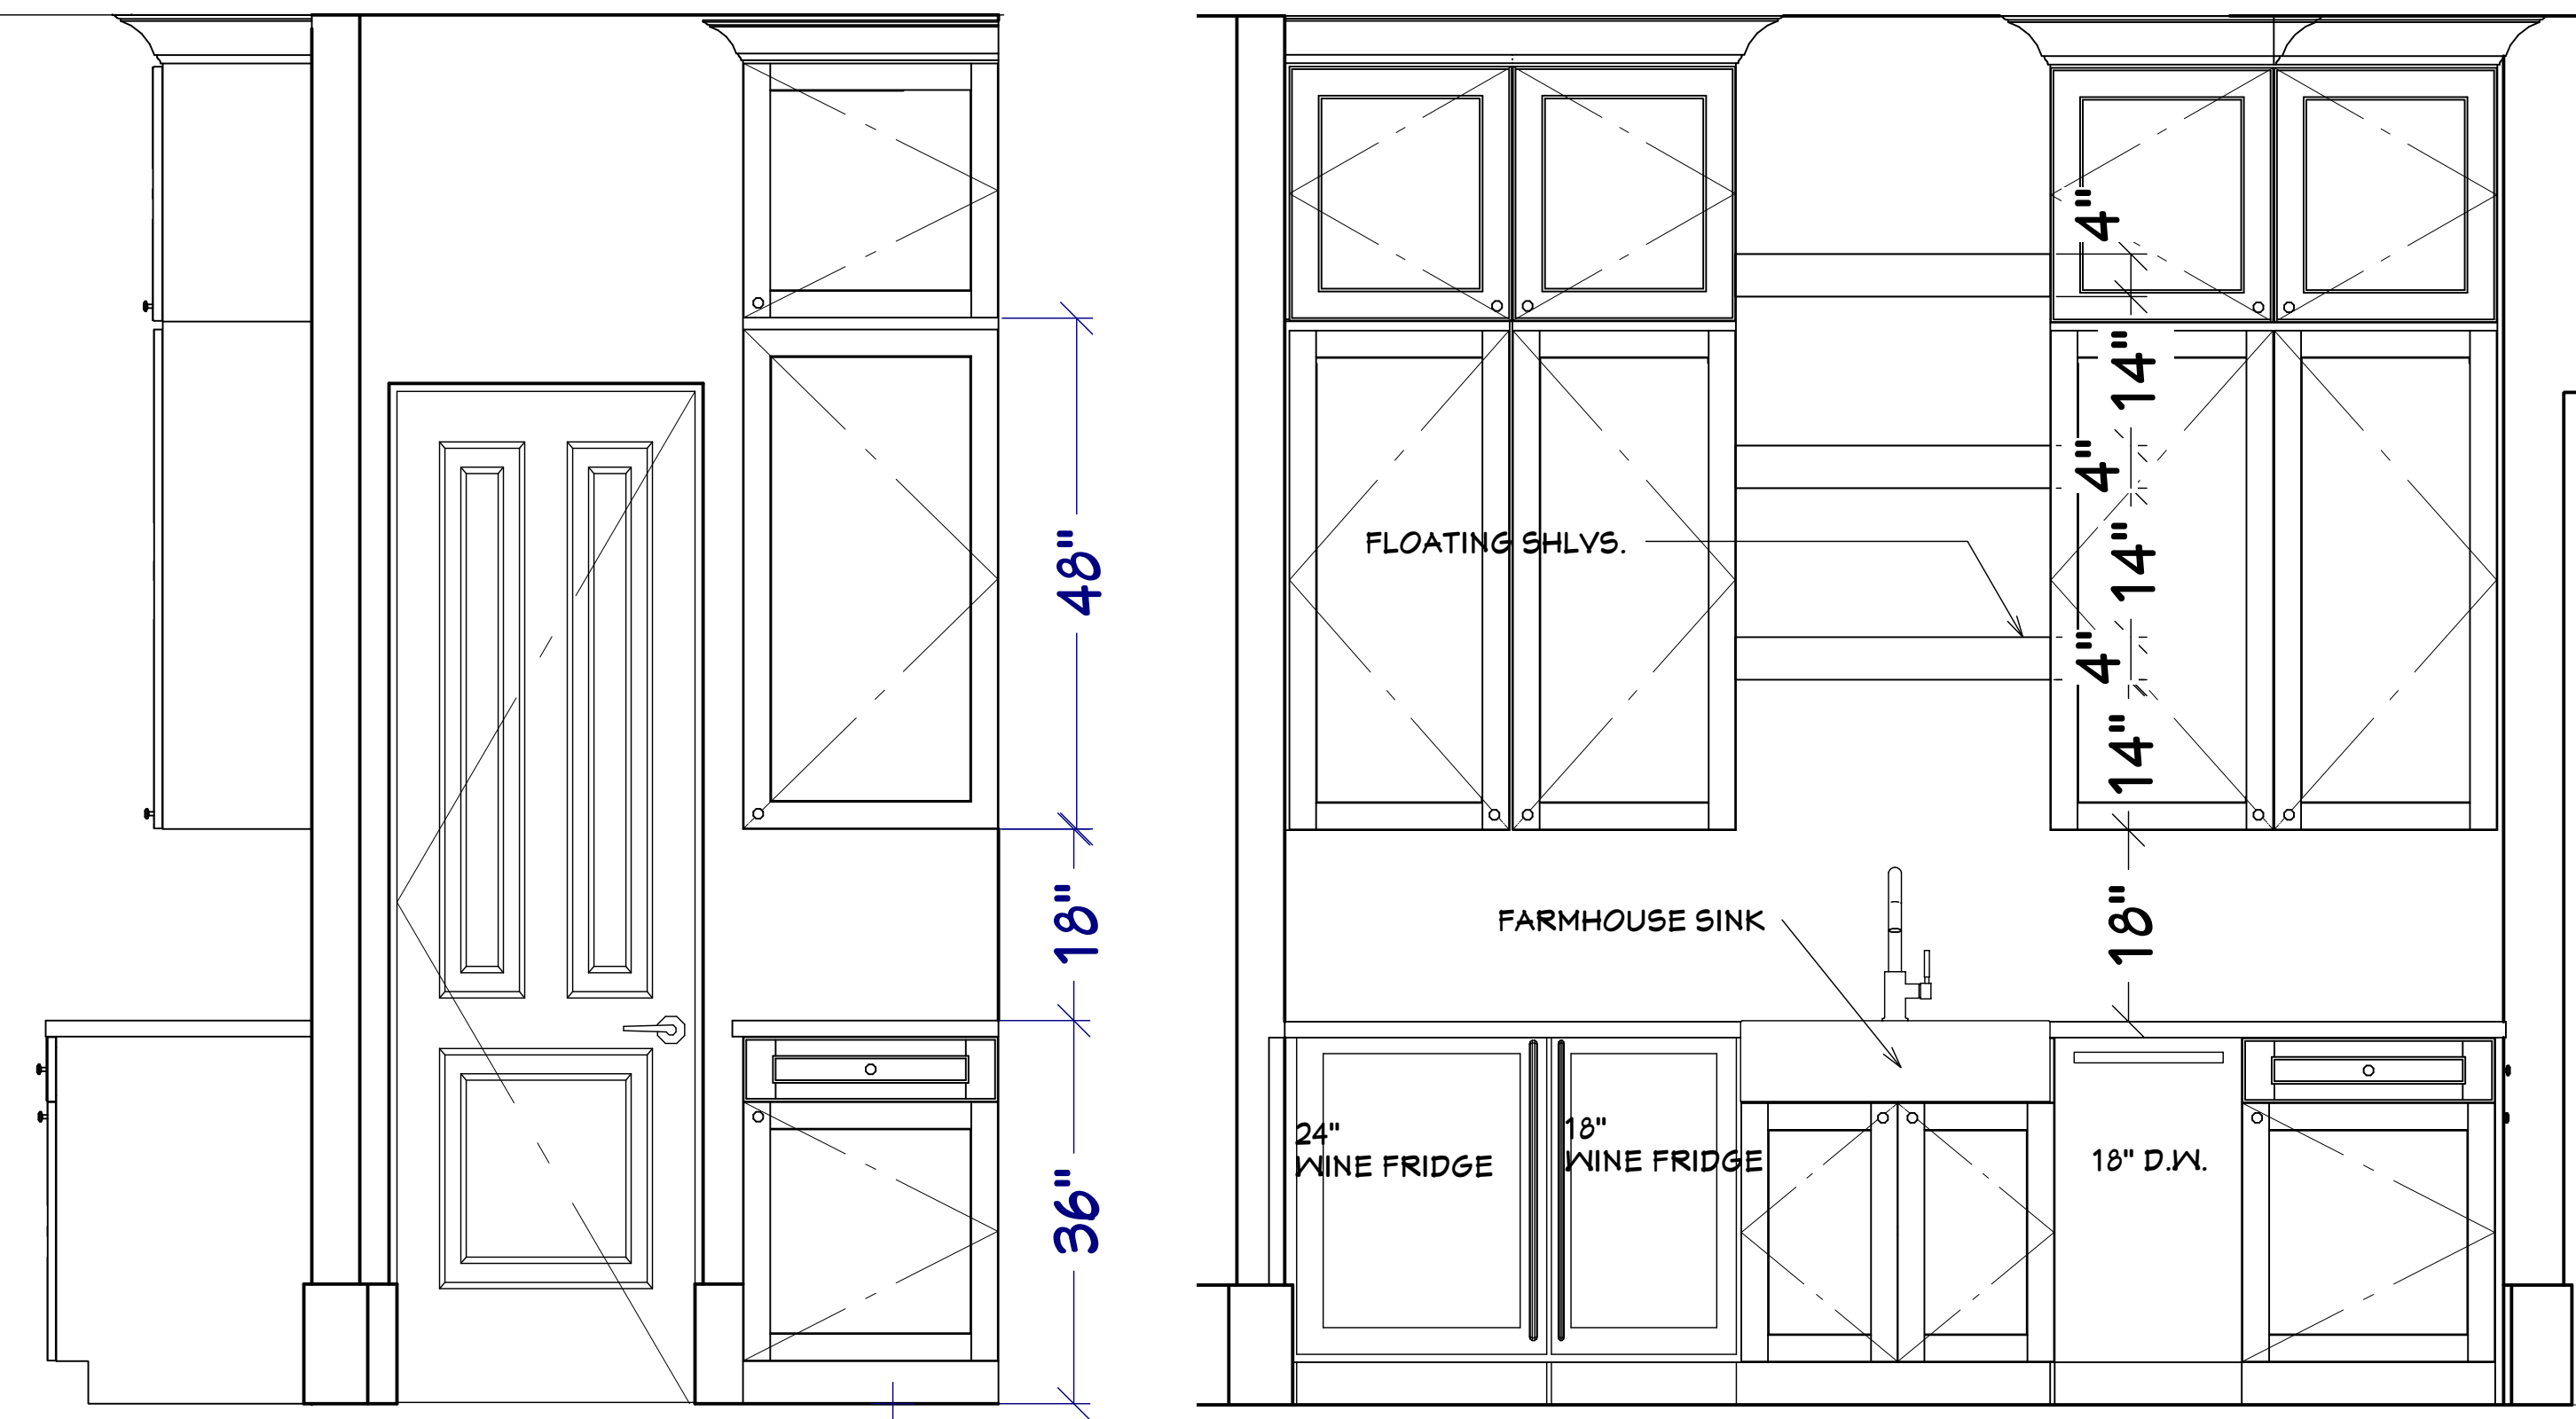 48"
18"
36"
4"
14"
4"
14"
4"
14"
18"
FLOATING SHLVS.
FARMHOUSE SINK
24"
WINE FRIDGE
18"
WINE FRIDGE
18" D.W.